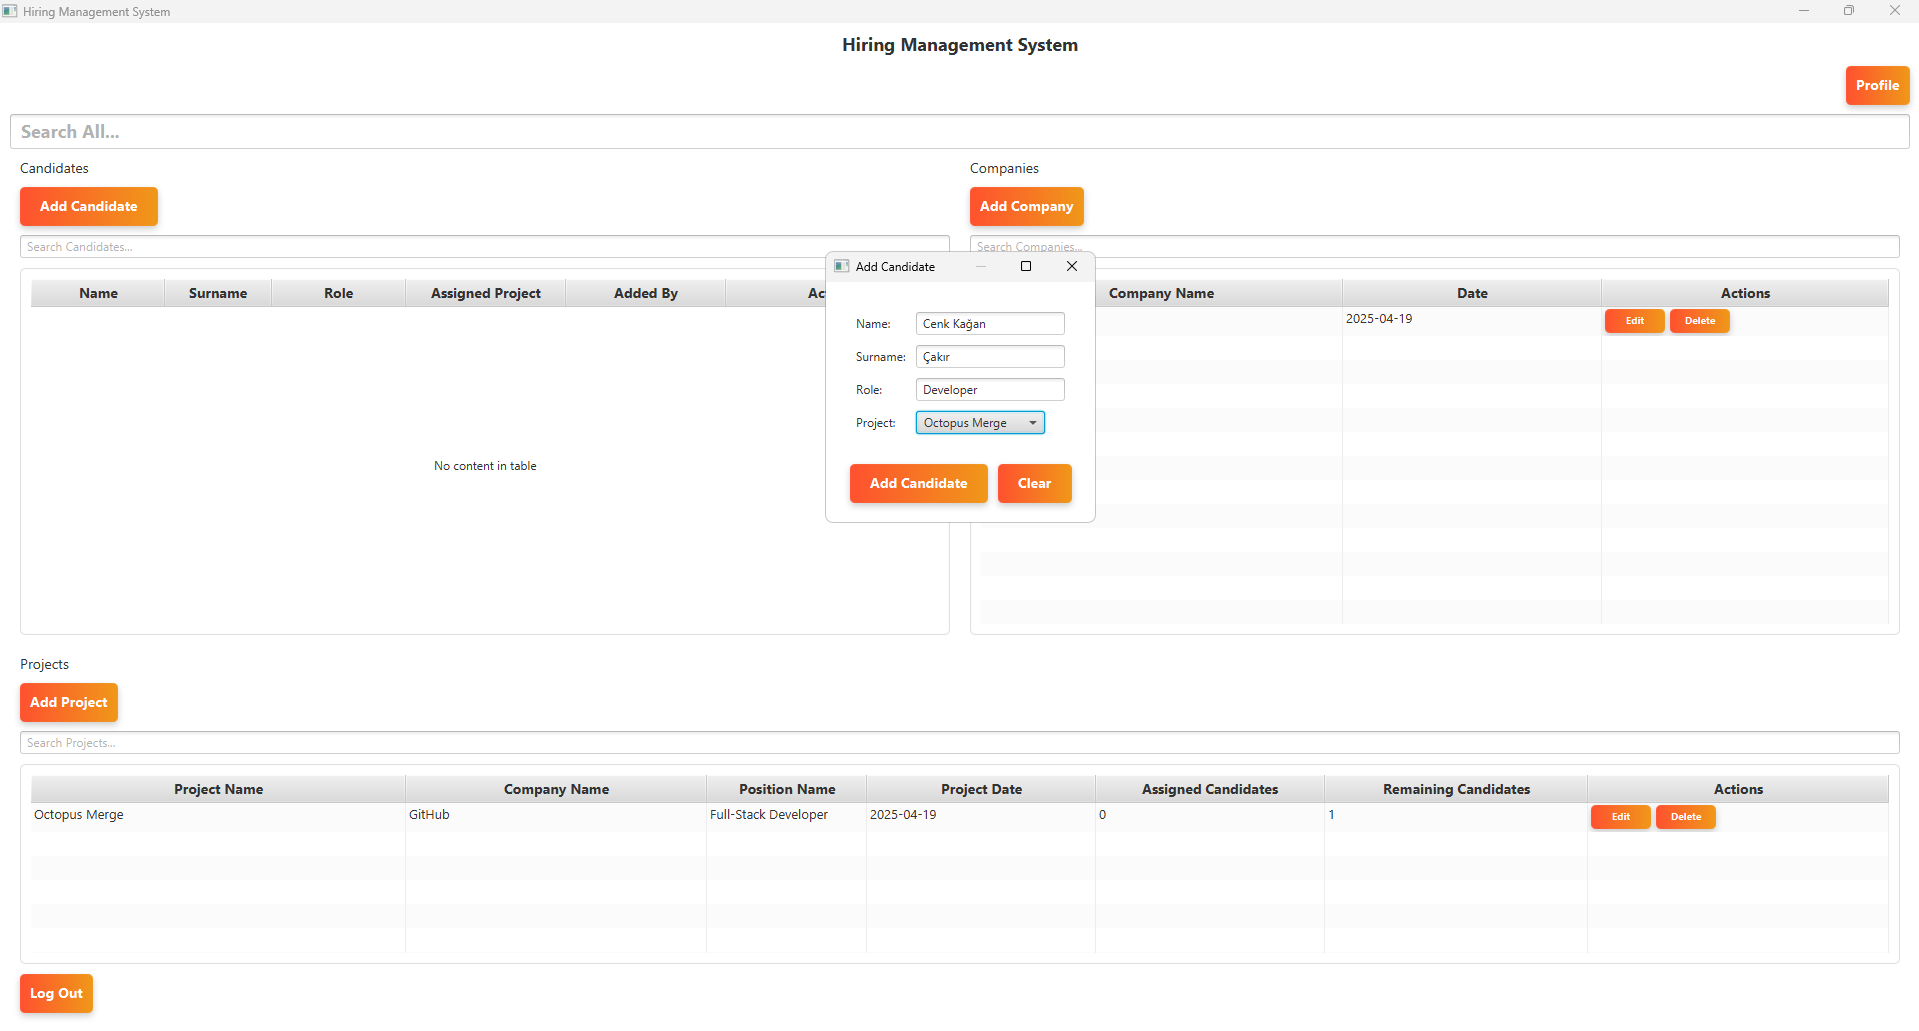 Hiring Management System
Hiring Management System
Profile
Search All...
Candidates
Add Candidate
Search Candidates...
Name Surname Role Assigned Project Added By
No content in table
Companies
Add Company
Search Companies...
Company Name Date Actions
2025-04-19 Edit Delete
Add Candidate
Name: Cenk Kağan
Surname: Çakır
Role: Developer
Project: Octopus Merge
Add Candidate Clear
Projects
Add Project
Search Projects...
Project Name Company Name Position Name Project Date Assigned Candidates Remaining Candidates Actions
Octopus Merge GitHub Full-Stack Developer 2025-04-19 0 1 Edit Delete
Log Out